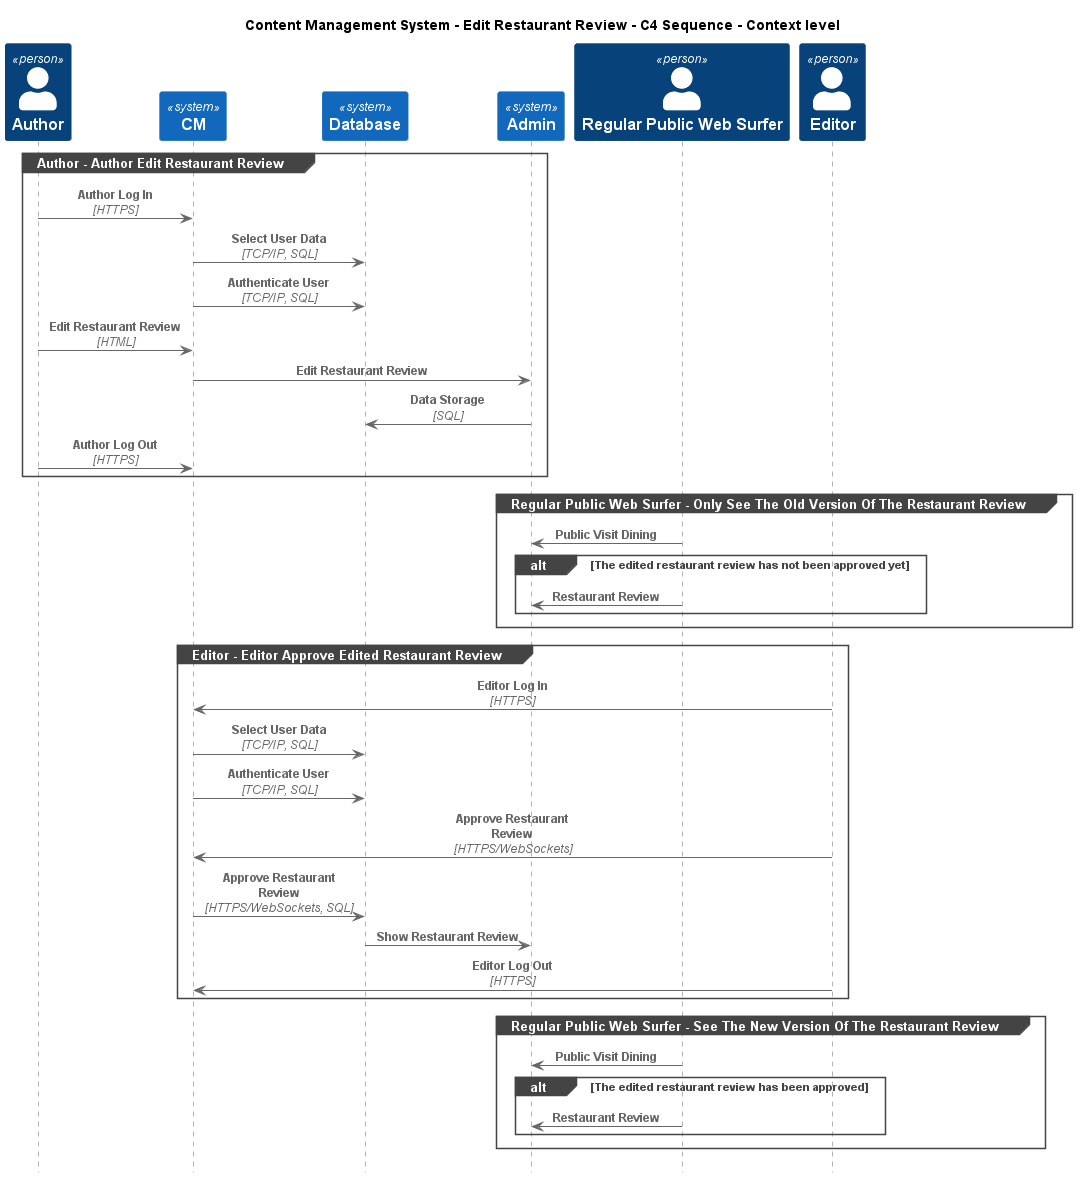 Content Management System - Edit Restaurant Review - C4 Sequence - Context level
«person»
Author
«system»
CM
«system»
Database
«system»
Admin
«person»
Regular Public Web Surfer
«person»
Editor
Author - Author Edit Restaurant Review
Author Log In
[HTTPS]
Select User Data
[TCP/IP, SQL]
Authenticate User
[TCP/IP, SQL]
Edit Restaurant Review
[HTML]
Edit Restaurant Review
Data Storage
[SQL]
Author Log Out
[HTTPS]
Regular Public Web Surfer - Only See The Old Version Of The Restaurant Review
Public Visit Dining
alt [The edited restaurant review has not been approved yet]
Restaurant Review
Editor - Editor Approve Edited Restaurant Review
Editor Log In
[HTTPS]
Select User Data
[TCP/IP, SQL]
Authenticate User
[TCP/IP, SQL]
Approve Restaurant
Review
[HTTPS/WebSockets]
Approve Restaurant
Review
[HTTPS/WebSockets, SQL]
Show Restaurant Review
Editor Log Out
[HTTPS]
Regular Public Web Surfer - See The New Version Of The Restaurant Review
Public Visit Dining
alt [The edited restaurant review has been approved]
Restaurant Review